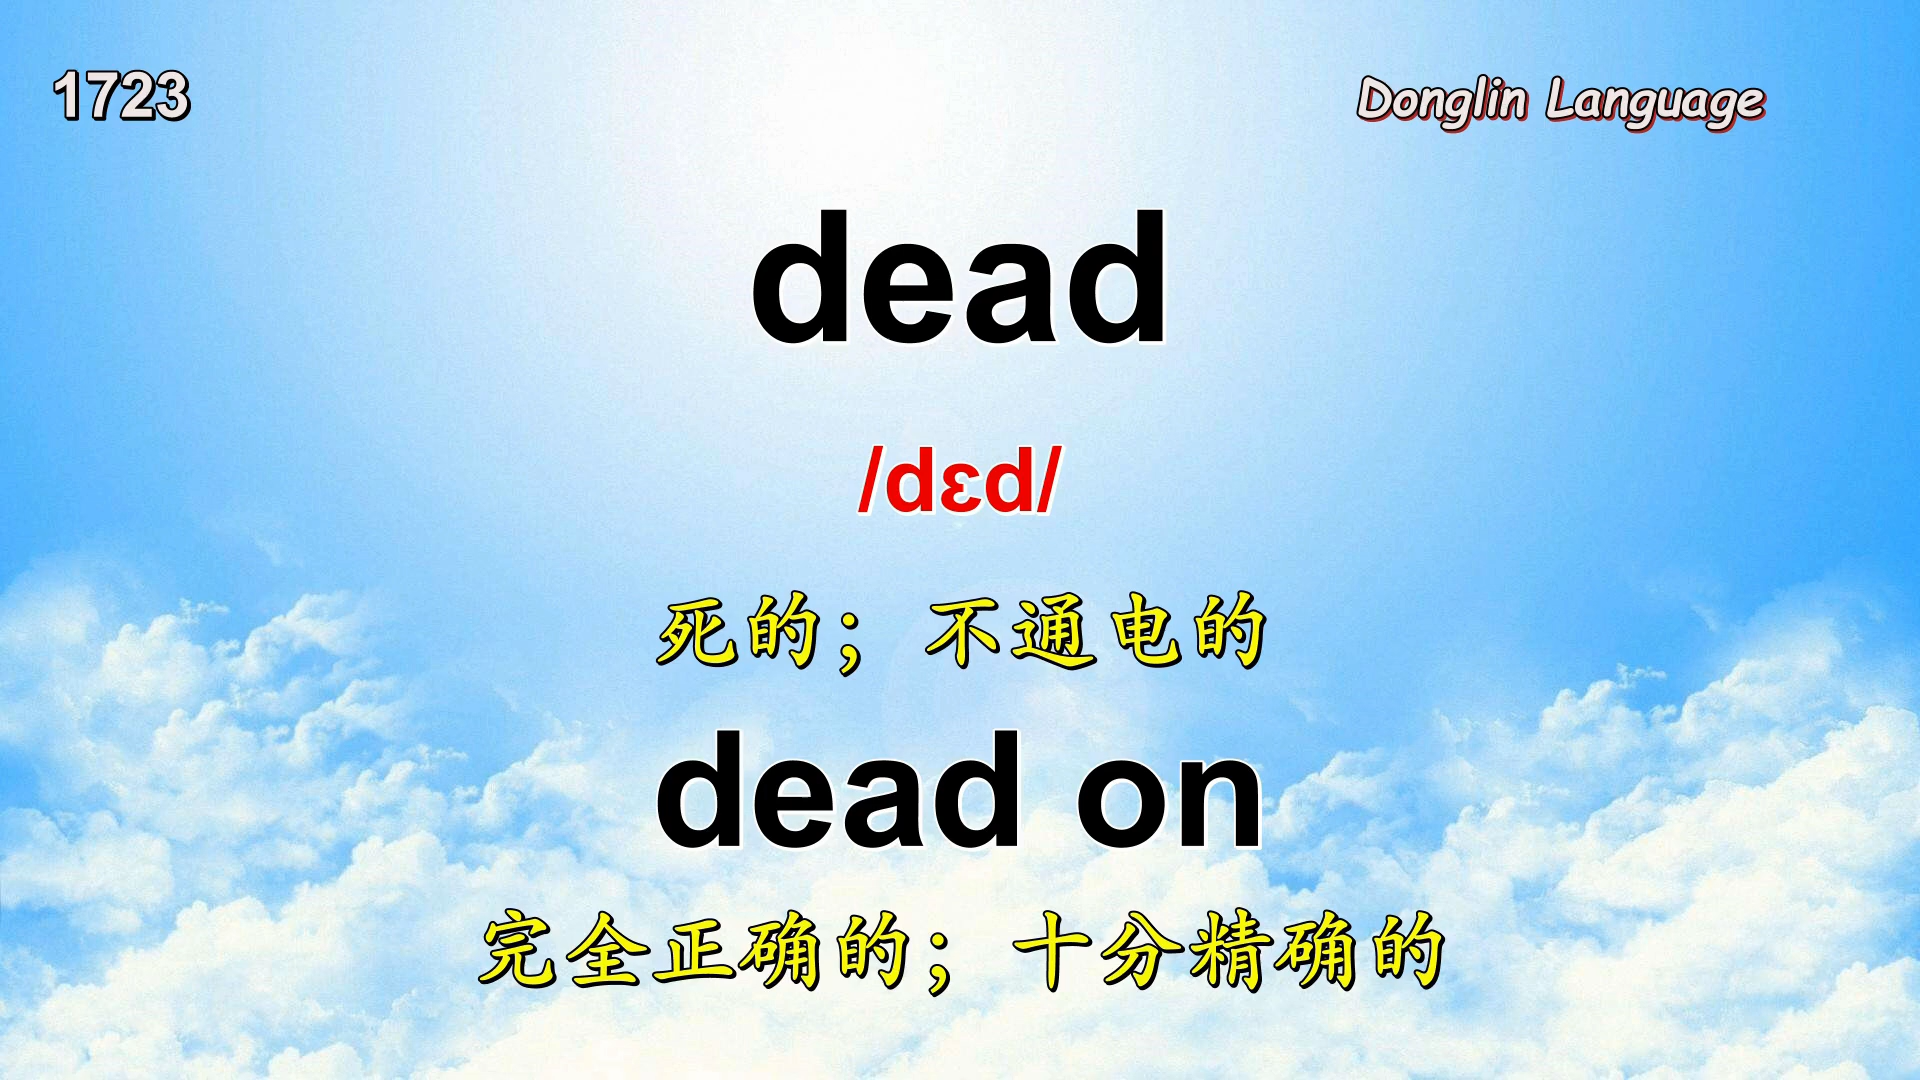 1723
Donglin Language
dead
/dɛd/
死的；不通电的
dead on
完全正确的；十分精确的